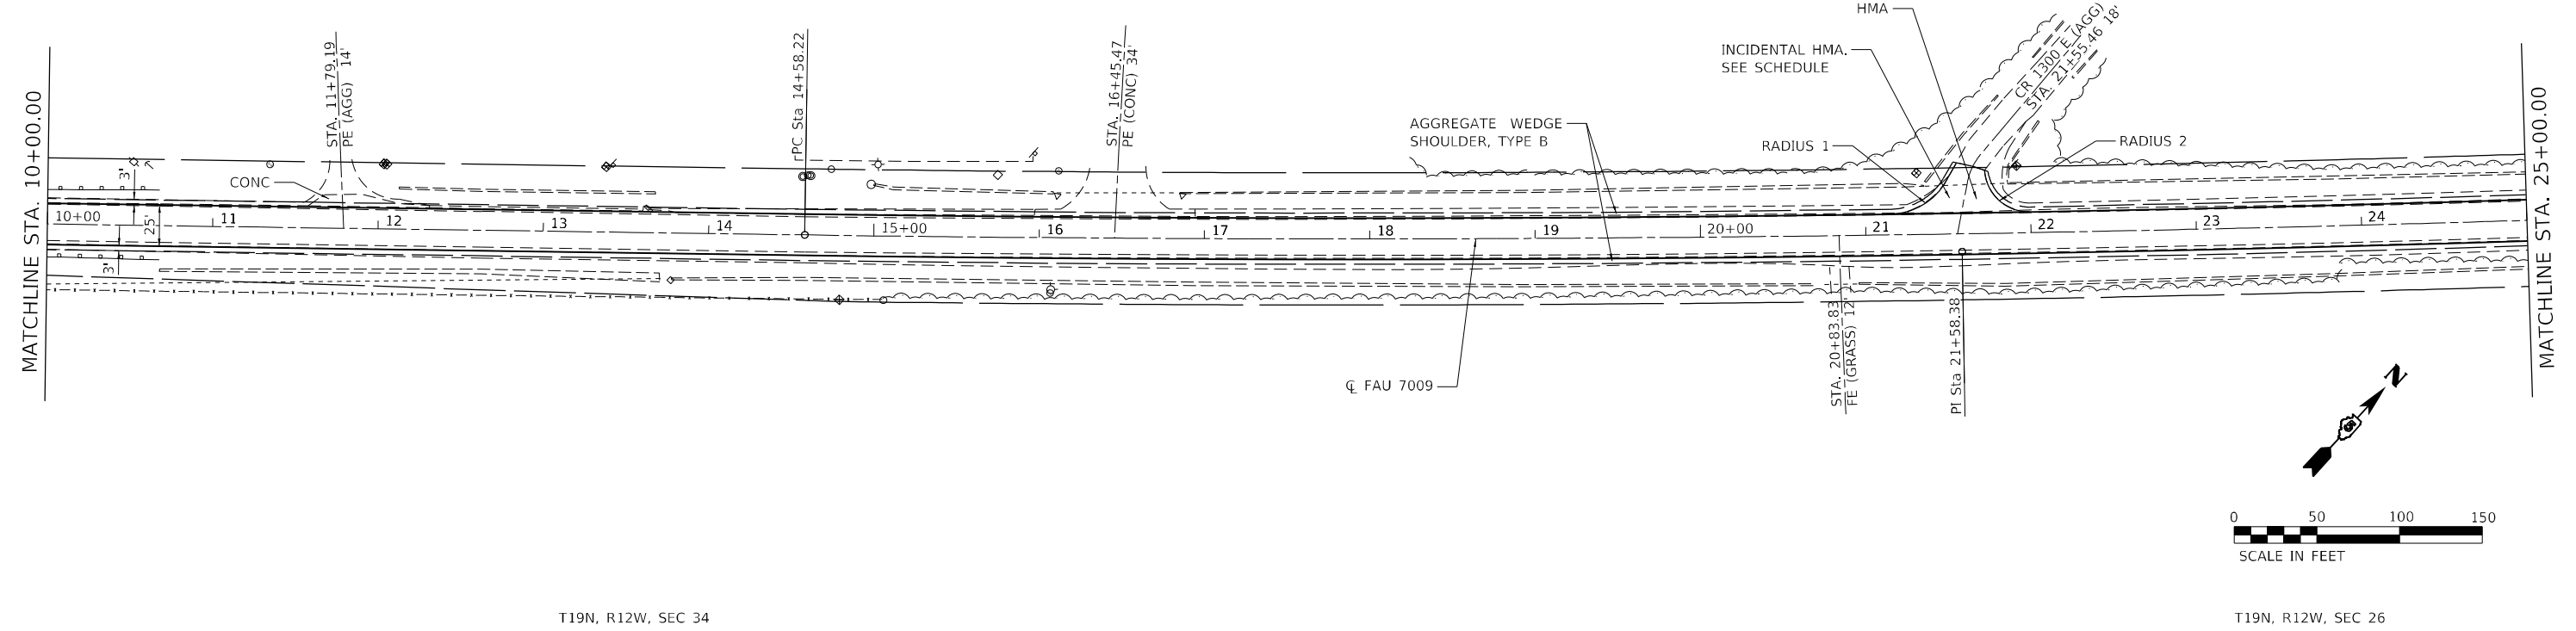 HMA
INCIDENTAL HMA.
SEE SCHEDULE
CR 1300 E (AGG)
STA. 21+55.46 18'
STA. 11+79.19
PE (AGG) 14'
PC Sta 14+58.22
STA. 16+45.47
PE (CONC) 34'
AGGREGATE WEDGE
SHOULDER, TYPE B
RADIUS 1
RADIUS 2
MATCHLINE STA. 10+00.00
MATCHLINE STA. 25+00.00
3'
CONC
10+00
11
12
13
14
15+00
16
17
18
19
20+00
21
22
23
24
25'
3'
℄ FAU 7009
STA. 20+83.83
FE (GRASS) 12'
PI Sta 21+58.38
N
0 50 100 150
SCALE IN FEET
T19N, R12W, SEC 34
T19N, R12W, SEC 26